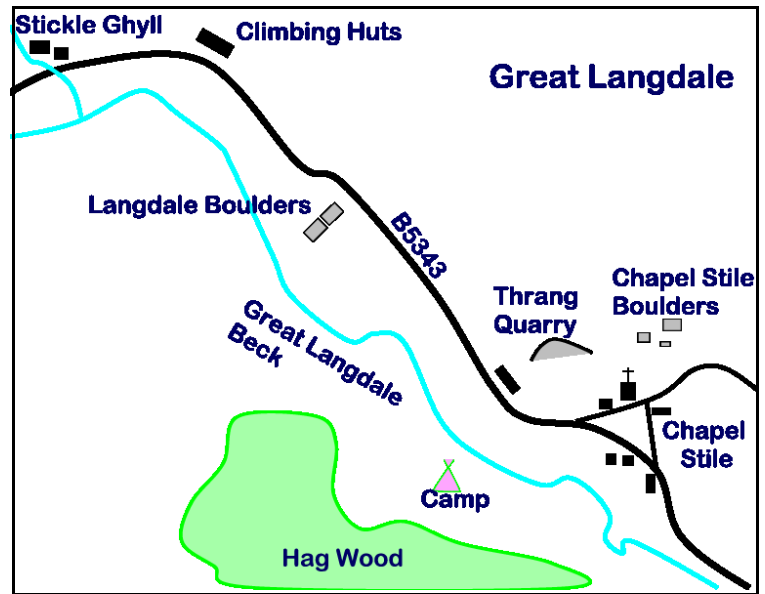 Stickle Ghyll
Climbing Huts
Great Langdale
Langdale Boulders
B5343
Chapel Stile
Boulders
Thrang
Quarry
Great Langdale
Beck
Chapel
Stile
Camp
Hag Wood